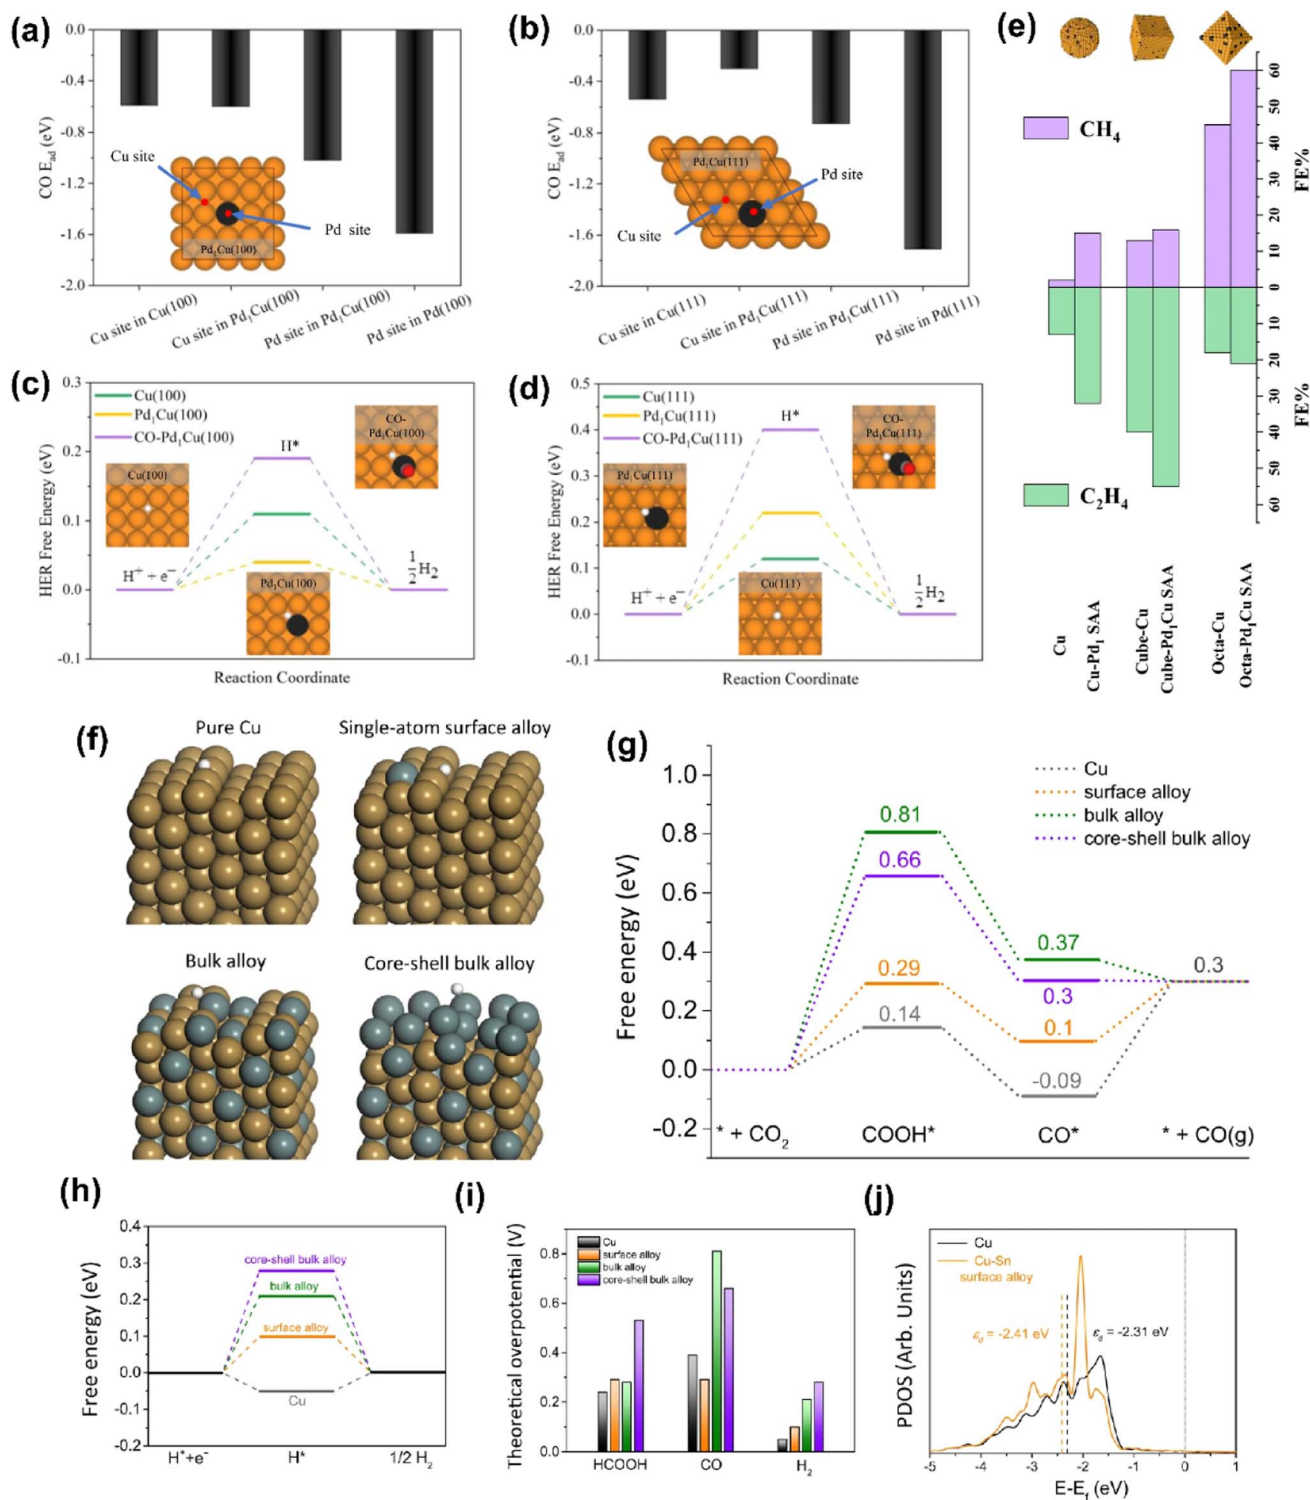 (a)
0.0
-0.4
-0.8
-1.2
-1.6
-2.0
CO E_ad (eV)
Cu site
Pd site
Pd₁Cu(100)
Cu site in Cu(100)
Cu site in Pd₁Cu(100)
Pd site in Pd₁Cu(100)
Pd site in Pd(100)
(b)
0.0
-0.4
-0.8
-1.2
-1.6
-2.0
CO E_ad (eV)
Pd₁Cu(111)
Pd site
Cu site
Cu site in Cu(111)
Cu site in Pd₁Cu(111)
Pd site in Pd₁Cu(111)
Pd site in Pd(111)
(c)
0.3
0.2
0.1
0.0
-0.1
HER Free Energy (eV)
Cu(100)
Pd₁Cu(100)
CO-Pd₁Cu(100)
H*
CO-
Pd₁Cu(100)
Cu(100)
H⁺ + e⁻
½H₂
Pd₁Cu(100)
Reaction Coordinate
(d)
0.5
0.4
0.3
0.2
0.1
0.0
-0.1
HER Free Energy (eV)
Cu(111)
Pd₁Cu(111)
CO-Pd₁Cu(111)
H*
CO-
Pd₁Cu(111)
Pd₁Cu(111)
H⁺ + e⁻
½H₂
Cu(111)
Reaction Coordinate
(e)
CH₄
60
50
40
30
20
10
0
10
20
30
40
50
60
FE%
FE%
C₂H₄
Cu
Cu-Pd₁ SAA
Cube-Cu
Cube-Pd₁Cu SAA
Octa-Cu
Octa-Pd₁Cu SAA
(f)
Pure Cu
Single-atom surface alloy
Bulk alloy
Core-shell bulk alloy
(g)
1.0
0.8
0.6
0.4
0.2
0.0
-0.2
Free energy (eV)
Cu
surface alloy
bulk alloy
core-shell bulk alloy
0.81
0.66
0.29
0.14
0.37
0.3
0.1
-0.09
0.3
* + CO₂
COOH*
CO*
* + CO(g)
(h)
0.4
0.3
0.2
0.1
0.0
-0.1
-0.2
Free energy (eV)
core-shell bulk alloy
bulk alloy
surface alloy
Cu
H⁺+e⁻
H*
1/2 H₂
(i)
0.8
0.6
0.4
0.2
0.0
Theoretical overpotential (V)
Cu
surface alloy
bulk alloy
core-shell bulk alloy
HCOOH
CO
H₂
(j)
PDOS (Arb. Units)
Cu
Cu-Sn
surface alloy
ε_d = -2.41 eV
ε_d = -2.31 eV
-5
-4
-3
-2
-1
0
1
E-E_f (eV)